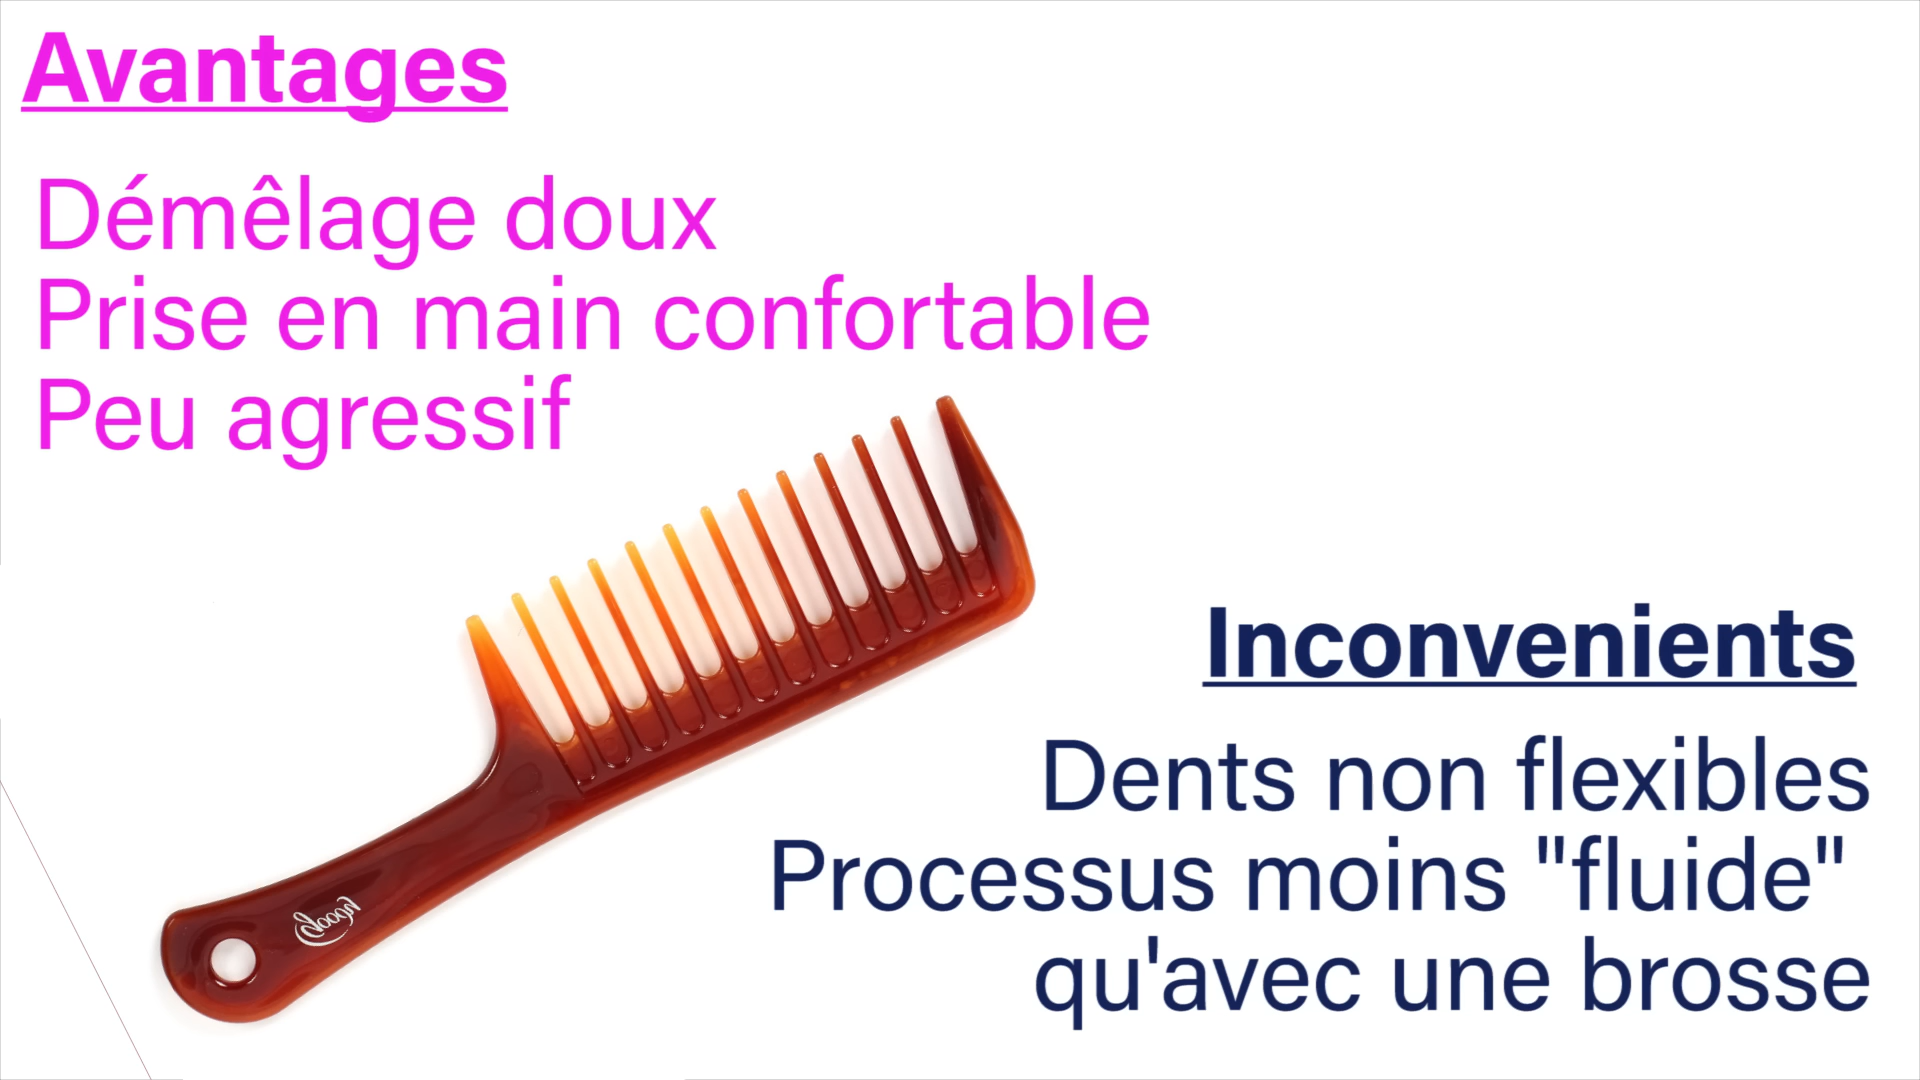 Avantages
Démêlage doux
Prise en main confortable
Peu agressif
Inconvenients
Dents non flexibles
Processus moins "fluide"
qu'avec une brosse